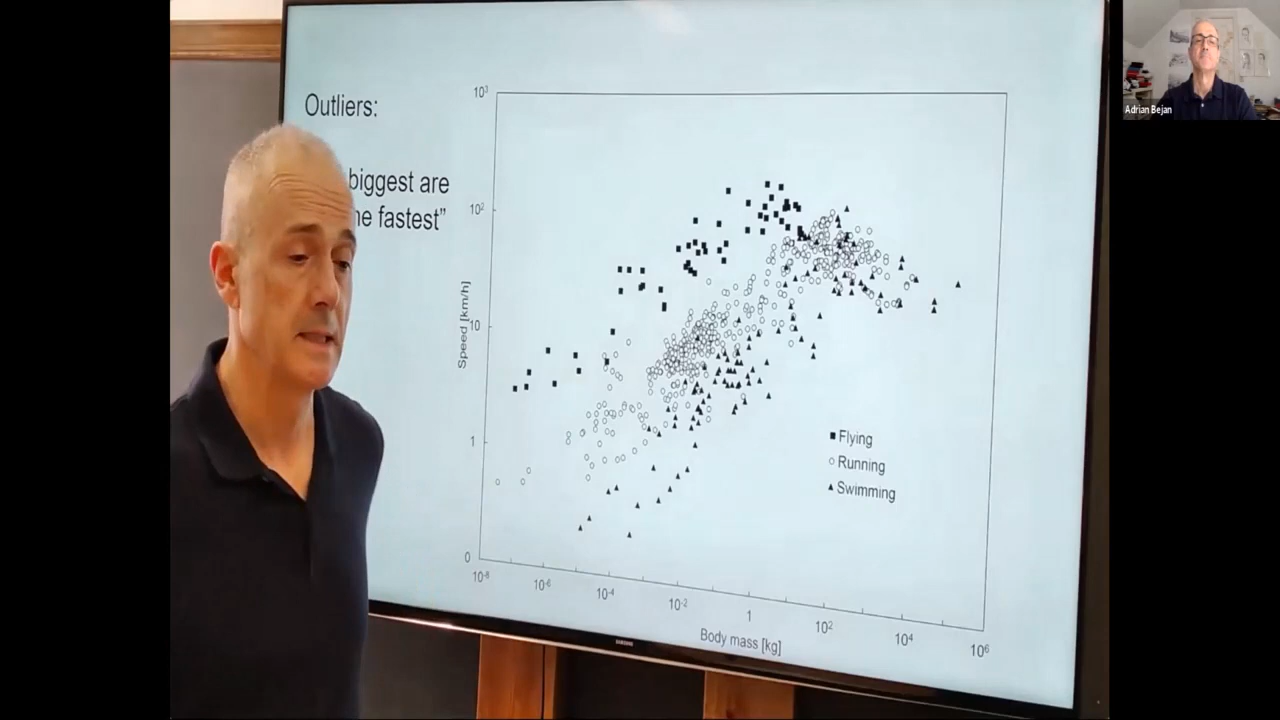 Outliers:
biggest are
fastest”
10³
10²
10
1
0
Speed [km/h]
10⁻⁸
10⁻⁶
10⁻⁴
10⁻²
1
10²
10⁴
10⁶
Body mass [kg]
Flying
Running
Swimming
SAMSUNG
Adrian Bejan